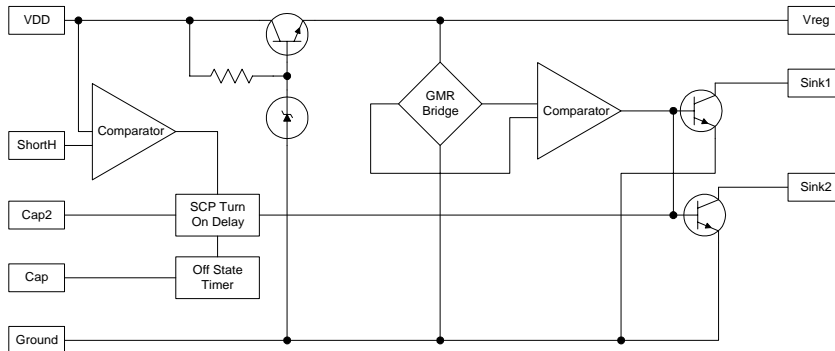 VDD
Vreg
GMR
Bridge
Comparator
Sink1
Comparator
ShortH
Sink2
Cap2
SCP Turn
On Delay
Cap
Off State
Timer
Ground